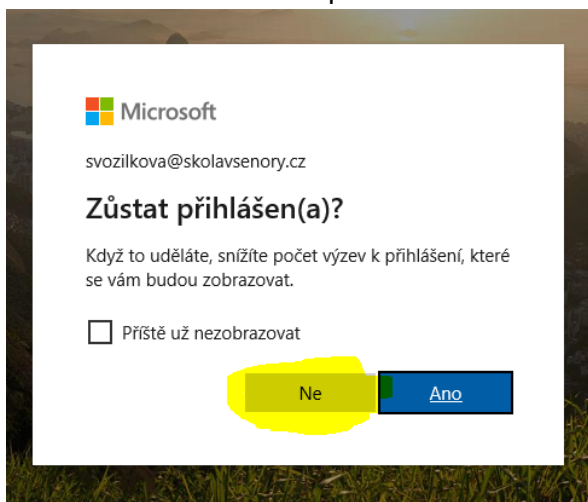 Microsoft
svozilkova@skolavsenory.cz
Zůstat přihlášen(a)?
Když to uděláte, snížíte počet výzev k přihlášení, které
se vám budou zobrazovat.
Příště už nezobrazovat
Ne Ano